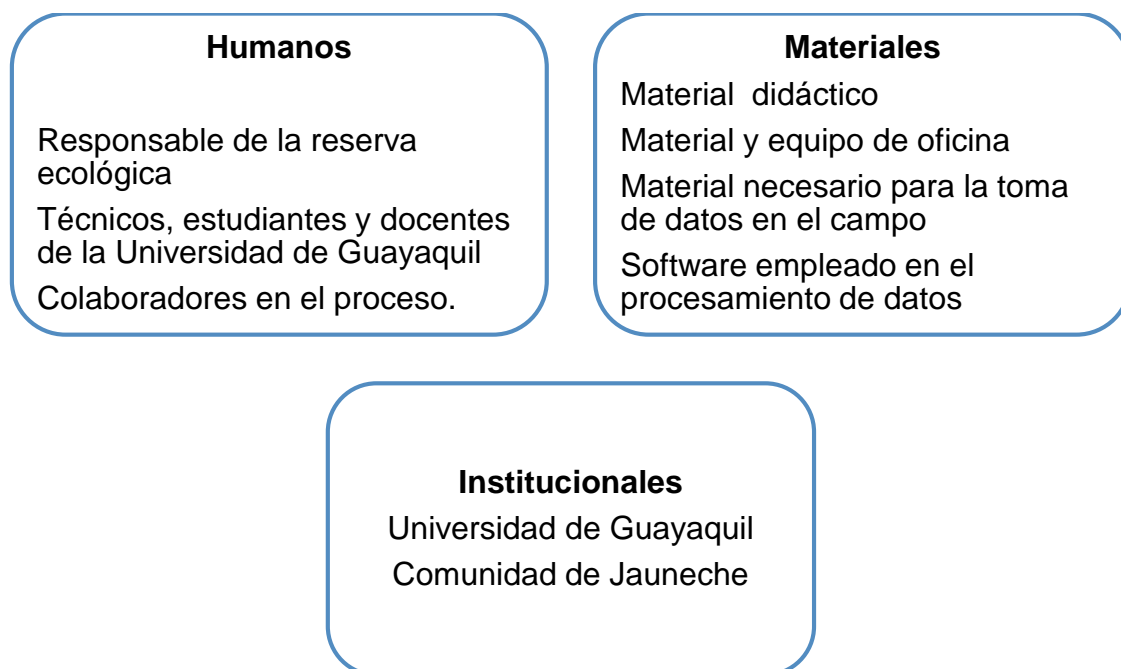 Humanos
Responsable de la reserva
ecológica
Técnicos, estudiantes y docentes
de la Universidad de Guayaquil
Colaboradores en el proceso.
Materiales
Material didáctico
Material y equipo de oficina
Material necesario para la toma
de datos en el campo
Software empleado en el
procesamiento de datos
Institucionales
Universidad de Guayaquil
Comunidad de Jauneche